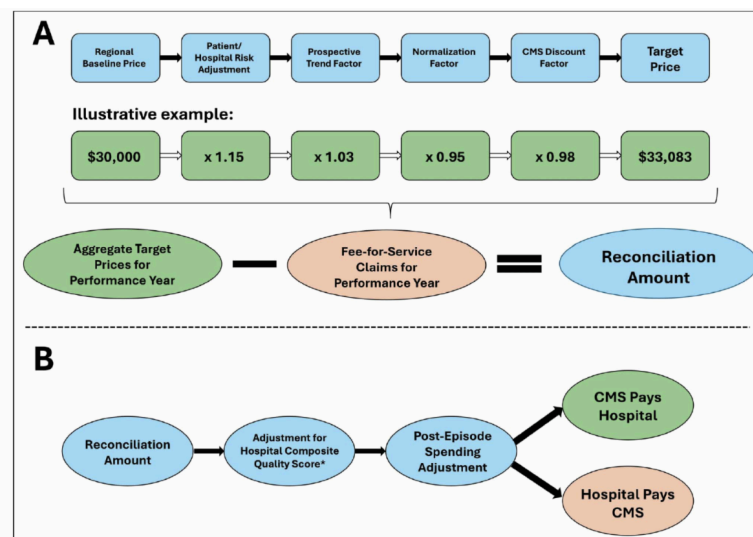 A
Regional
Baseline Price
Patient/
Hospital Risk
Adjustment
Prospective
Trend Factor
Normalization
Factor
CMS Discount
Factor
Target
Price
Illustrative example:
$30,000
x 1.15
x 1.03
x 0.95
x 0.98
$33,083
Aggregate Target
Prices for
Performance Year
Fee-for-Service
Claims for
Performance Year
Reconciliation
Amount
B
Reconciliation
Amount
Adjustment for
Hospital Composite
Quality Score*
Post-Episode
Spending
Adjustment
CMS Pays
Hospital
Hospital Pays
CMS